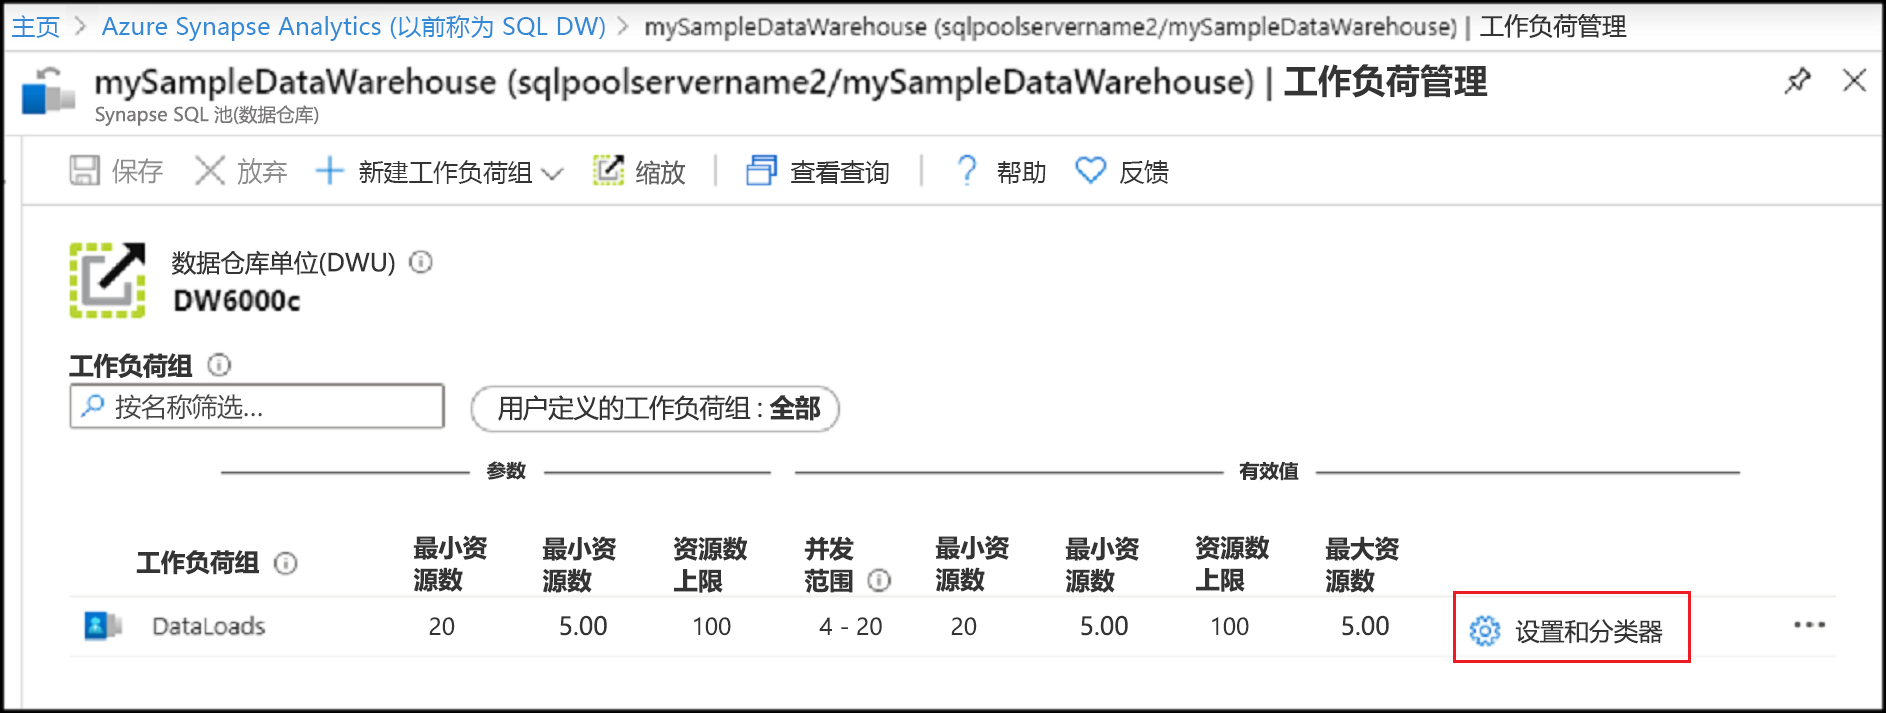 主页 > Azure Synapse Analytics (以前称为 SQL DW) > mySampleDataWarehouse (sqlpoolservername2/mySampleDataWarehouse) | 工作负荷管理
mySampleDataWarehouse (sqlpoolservername2/mySampleDataWarehouse) | 工作负荷管理
Synapse SQL 池(数据仓库)
保存 放弃 新建工作负荷组 缩放 查看查询 帮助 反馈
数据仓库单位(DWU)
DW6000c
工作负荷组
按名称筛选... 用户定义的工作负荷组 : 全部
参数 有效值
工作负荷组 最小资源数 最小资源数 资源数上限 并发范围 最小资源数 最小资源数 资源数上限 最大资源数
DataLoads 20 5.00 100 4 - 20 20 5.00 100 5.00 设置和分类器